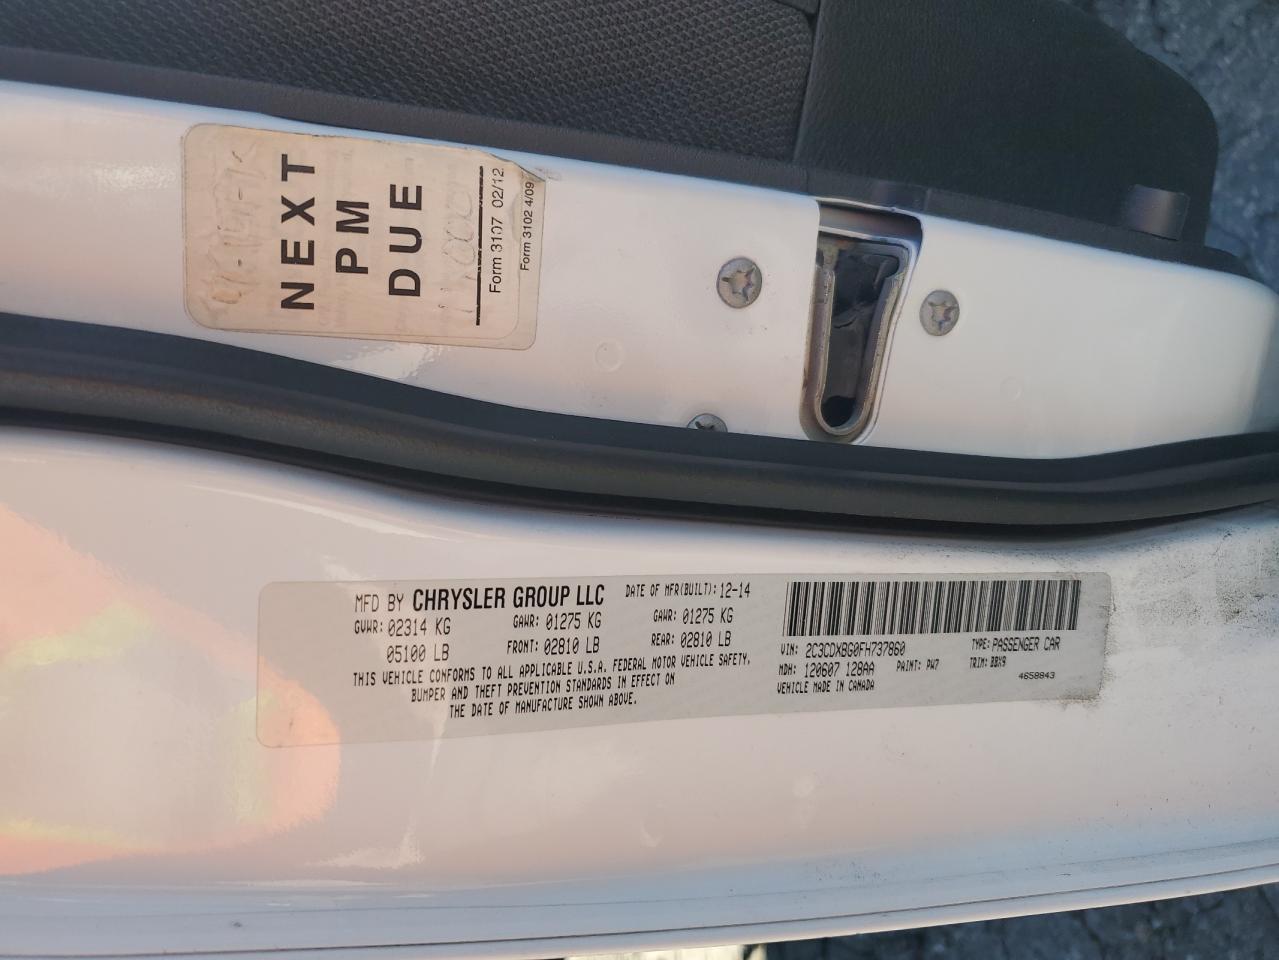 NEXT
PM
DUE
Form 3107 02/12
Form 3102 4/09
MFD BY CHRYSLER GROUP LLC
DATE OF MFR(BUILT): 12-14
GVWR: 02314 KG
05100 LB
GAWR: 01275 KG
FRONT: 02810 LB
GAWR: 01275 KG
REAR: 02810 LB
THIS VEHICLE CONFORMS TO ALL APPLICABLE U.S.A. FEDERAL MOTOR VEHICLE SAFETY,
BUMPER AND THEFT PREVENTION STANDARDS IN EFFECT ON
THE DATE OF MANUFACTURE SHOWN ABOVE.
VIN: 2C3CDXBG0FH737860
TYPE: PASSENGER CAR
MDH: 120607 128AA
PAINT: PW7
TRIM: BBX9
VEHICLE MADE IN CANADA
4658843